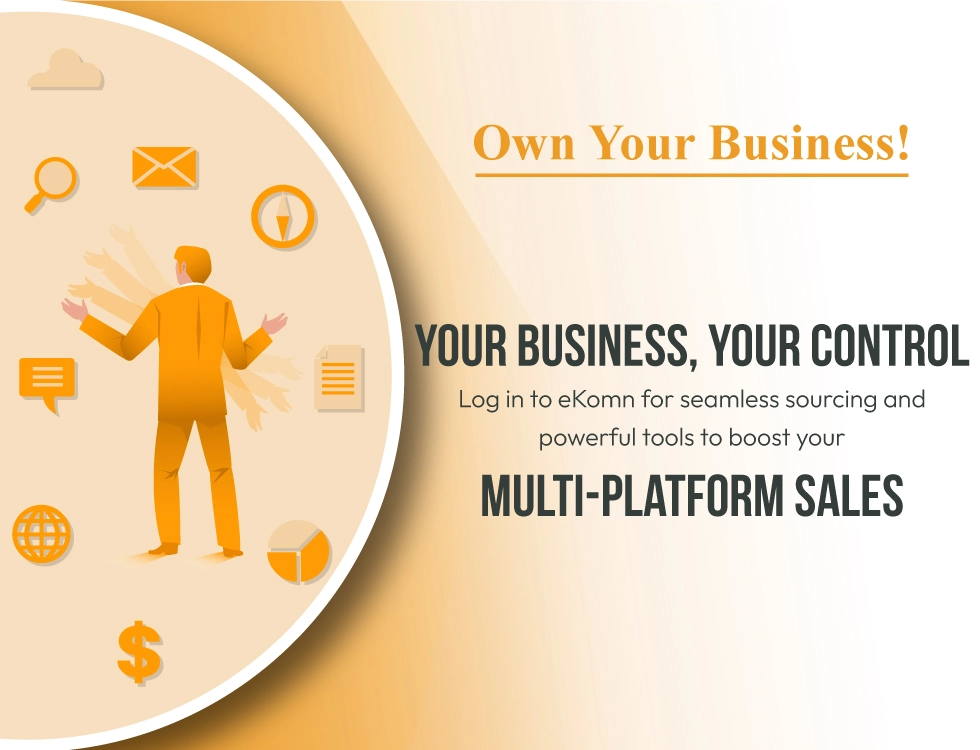 Own Your Business!
YOUR BUSINESS, YOUR CONTROL
Log in to eKomn for seamless sourcing and
powerful tools to boost your
MULTI-PLATFORM SALES
$